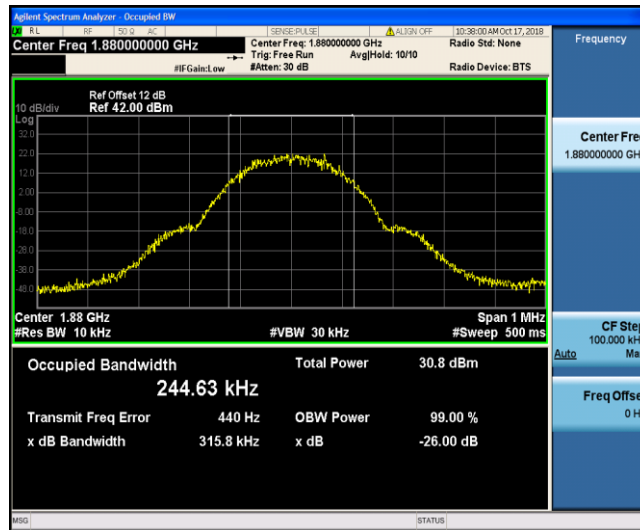 Agilent Spectrum Analyzer - Occupied BW
RL RF 50 Ω AC SENSE:PULSE ALIGN OFF 10:38:00 AM Oct 17, 2018
Center Freq 1.880000000 GHz
Center Freq: 1.880000000 GHz
Radio Std: None
Trig: Free Run Avg|Hold: 10/10
#IFGain:Low #Atten: 30 dB Radio Device: BTS
Ref Offset 12 dB
10 dB/div Ref 42.00 dBm
Log
32.0
22.0
12.0
2.00
-8.00
-18.0
-28.0
-38.0
-48.0
Center 1.88 GHz Span 1 MHz
#Res BW 10 kHz #VBW 30 kHz #Sweep 500 ms
Occupied Bandwidth Total Power 30.8 dBm
244.63 kHz
Transmit Freq Error 440 Hz OBW Power 99.00 %
x dB Bandwidth 315.8 kHz x dB -26.00 dB
MSG STATUS
Frequency
Center Fre
1.880000000 GH
CF Step
100.000 kH
Auto Ma
Freq Offse
0 H